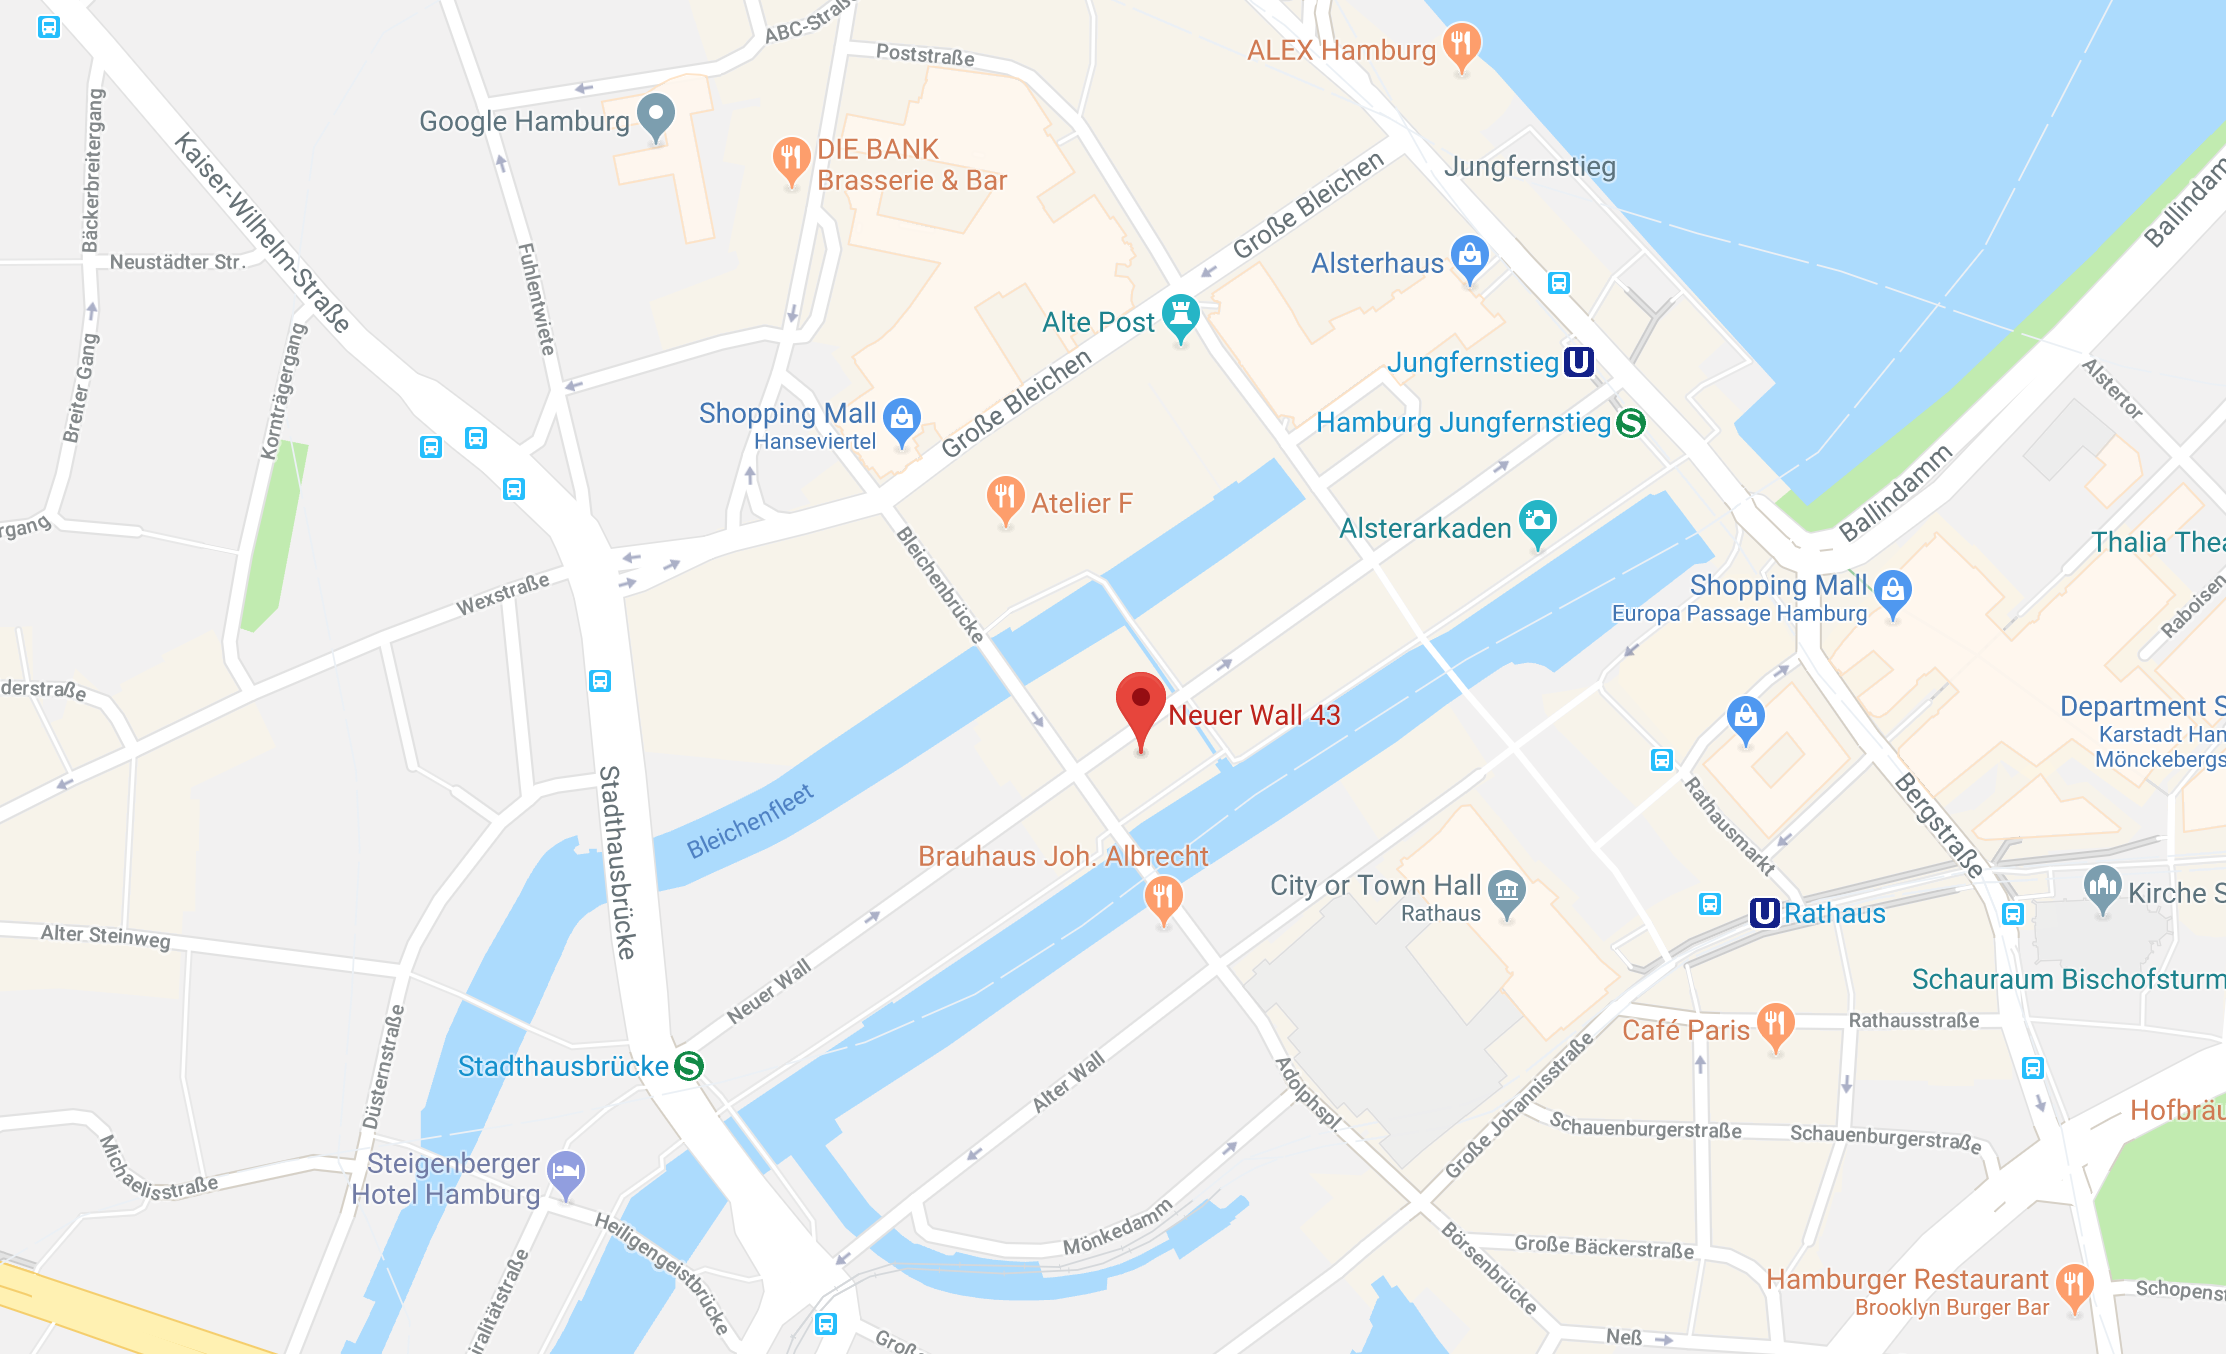 ABC-Straße
Poststraße
ALEX Hamburg
Google Hamburg
DIE BANK
Brasserie & Bar
Bäckerbreitergang
Kaiser-Wilhelm-Straße
Große Bleichen
Jungfernstieg
Ballindamm
Neustädter Str.
Fuhlentwiete
Alsterhaus
Alte Post
Breiter Gang
Kornträgergang
Jungfernstieg
U
Alstertor
Shopping Mall
Hanseviertel
Große Bleichen
Hamburg Jungfernstieg
S
Ballindamm
Atelier F
Alsterarkaden
rgang
Bleichenbrücke
Thalia Thea
Wexstraße
Shopping Mall
Europa Passage Hamburg
Raboisen
derstraße
Neuer Wall 43
Department S
Karstadt Ham
Mönckebergs
Stadthausbrücke
Bleichenfleet
Rathausmarkt
Bergstraße
Brauhaus Joh. Albrecht
City or Town Hall
Rathaus
Kirche S
U
Rathaus
Alter Steinweg
Neuer Wall
Schauraum Bischofsturm
Düsternstraße
Café Paris
Rathausstraße
Stadthausbrücke
S
Alter Wall
Adolphspl.
Große Johannisstraße
Hofbräu
Schauenburgerstraße
Schauenburgerstraße
Michaelisstraße
Steigenberger
Hotel Hamburg
Heiligengeistbrücke
Mönkedamm
Börsenbrücke
Große Bäckerstraße
Hamburger Restaurant
Brooklyn Burger Bar
Schopenst
iralitätstraße
Große
Neß